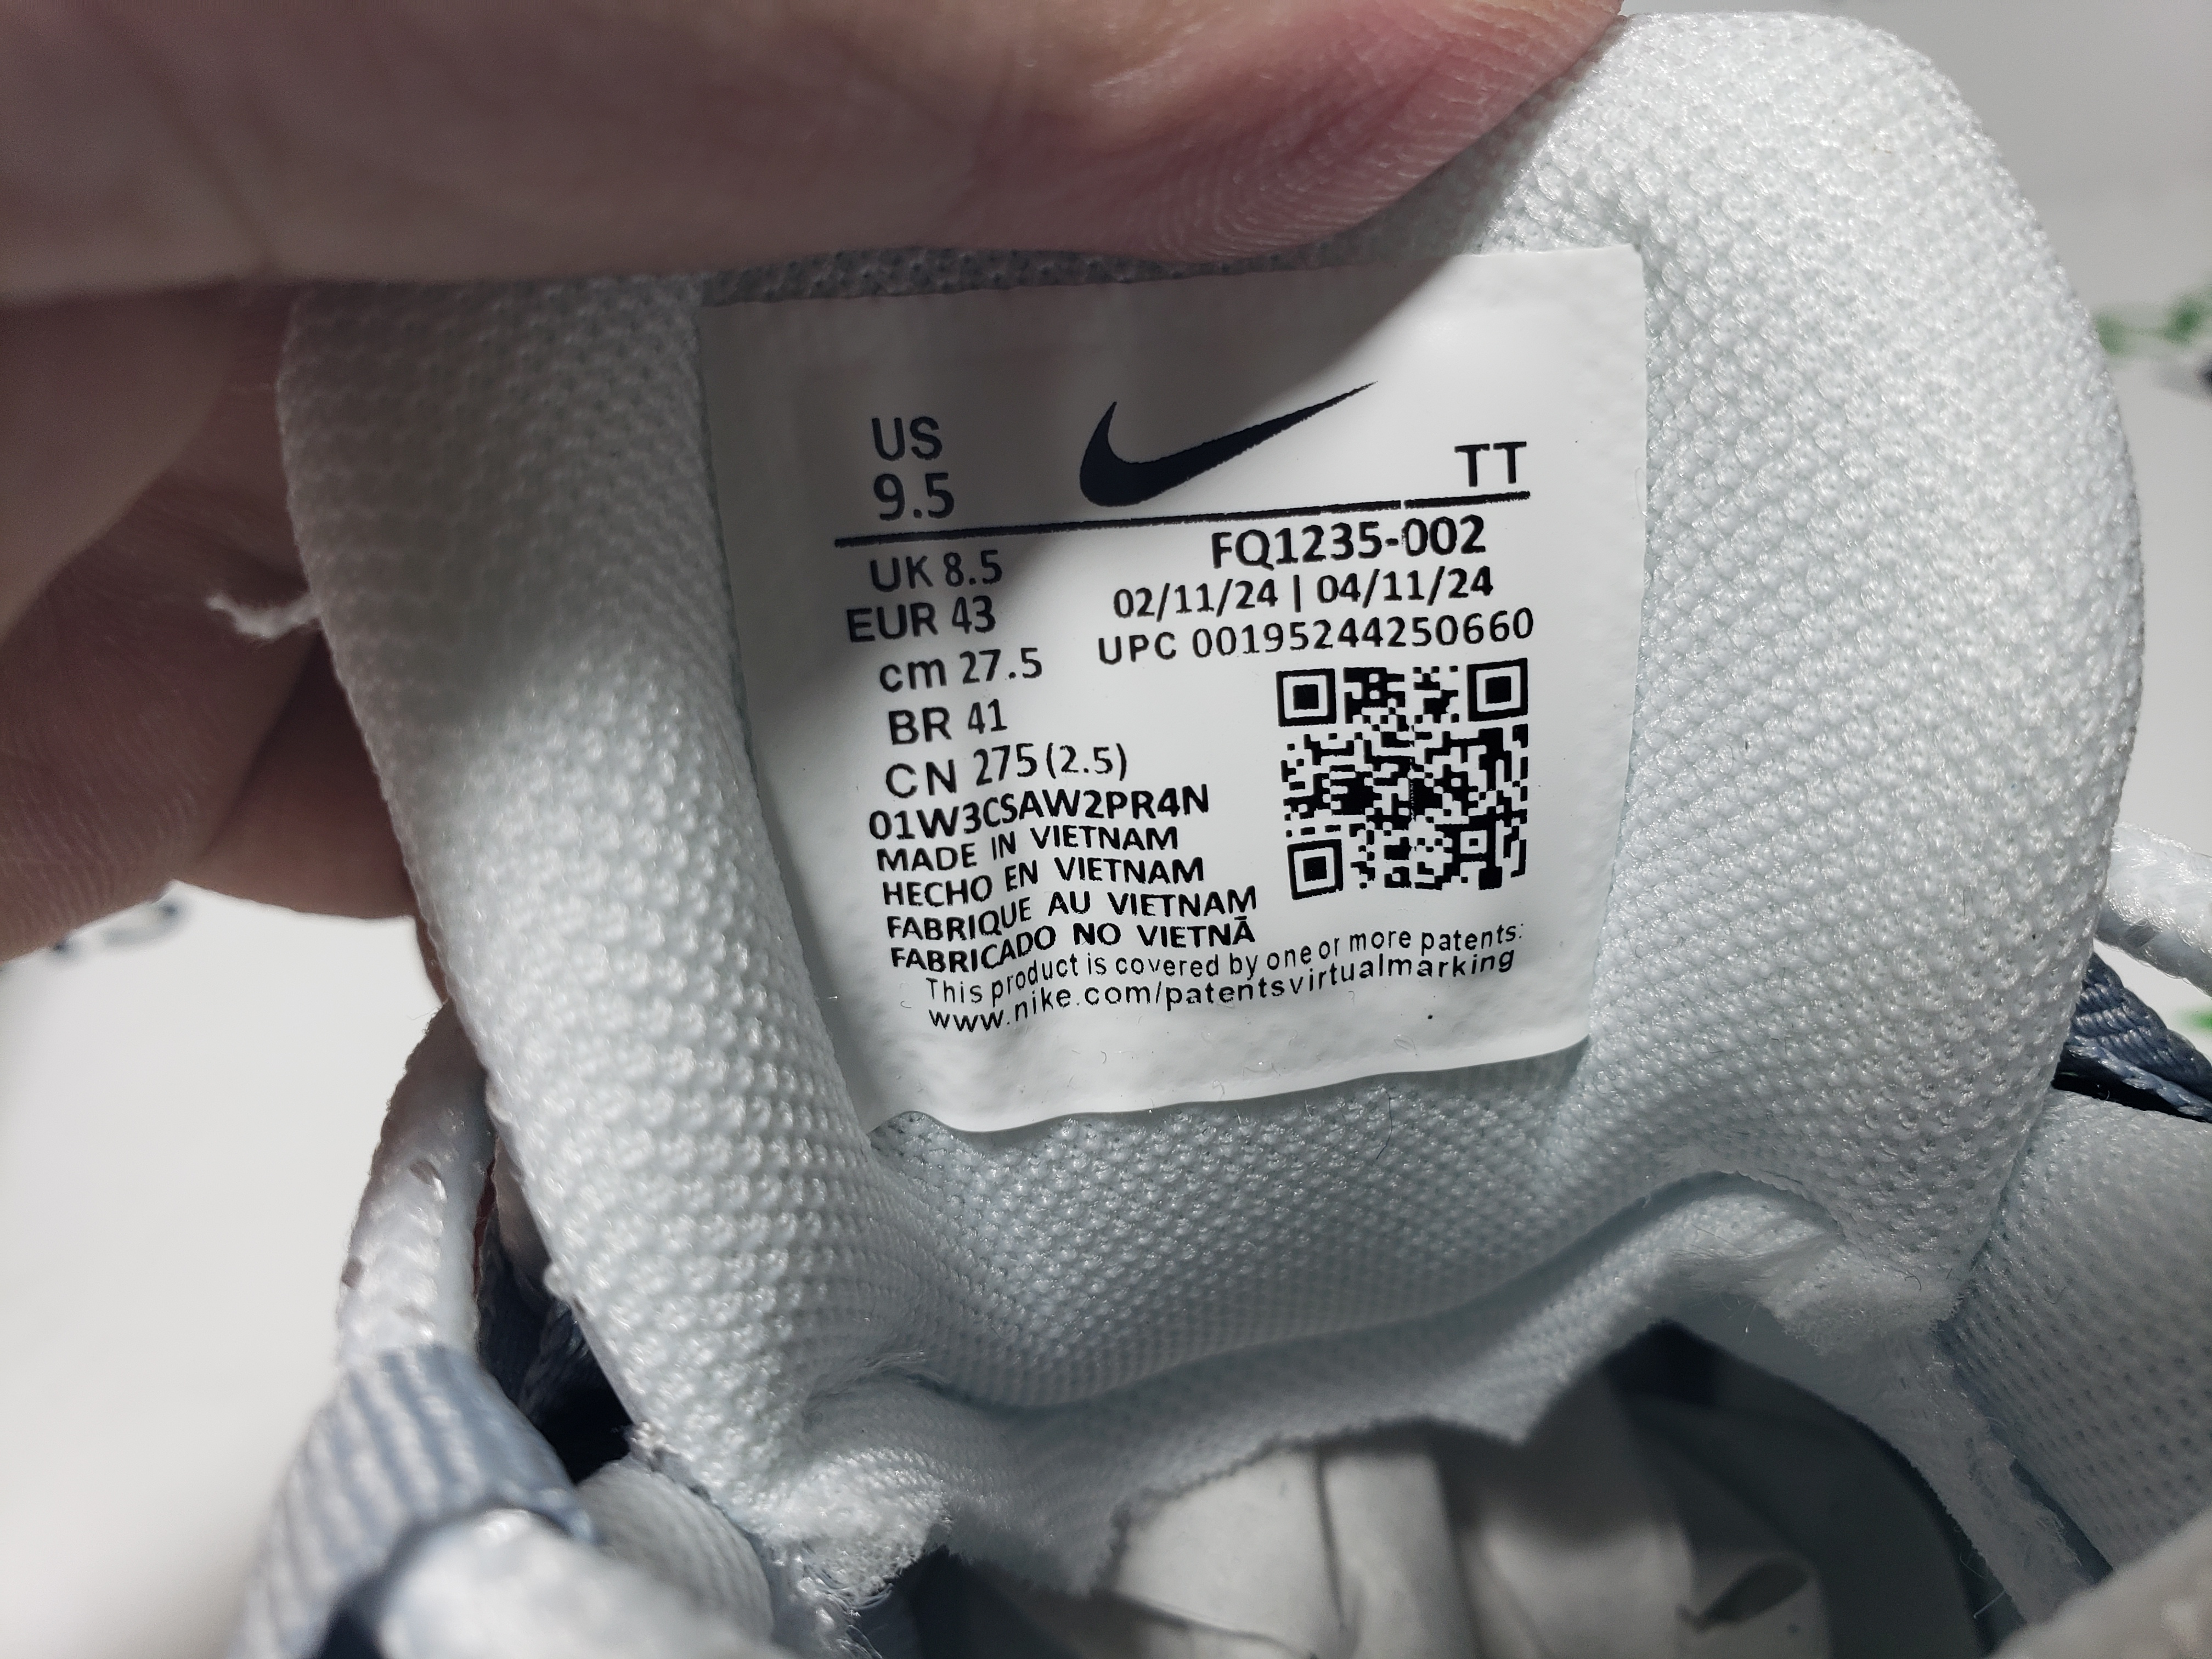 US
9.5
TT
UK 8.5
EUR 43
cm 27.5
BR 41
CN 275(2.5)
FQ1235-002
02/11/24 | 04/11/24
UPC 00195244250660
01W3CSAW2PR4N
MADE IN VIETNAM
HECHO EN VIETNAM
FABRIQUE AU VIETNAM
FABRICADO NO VIETNÃ
This product is covered by one or more patents:
www.nike.com/patentsvirtualmarking